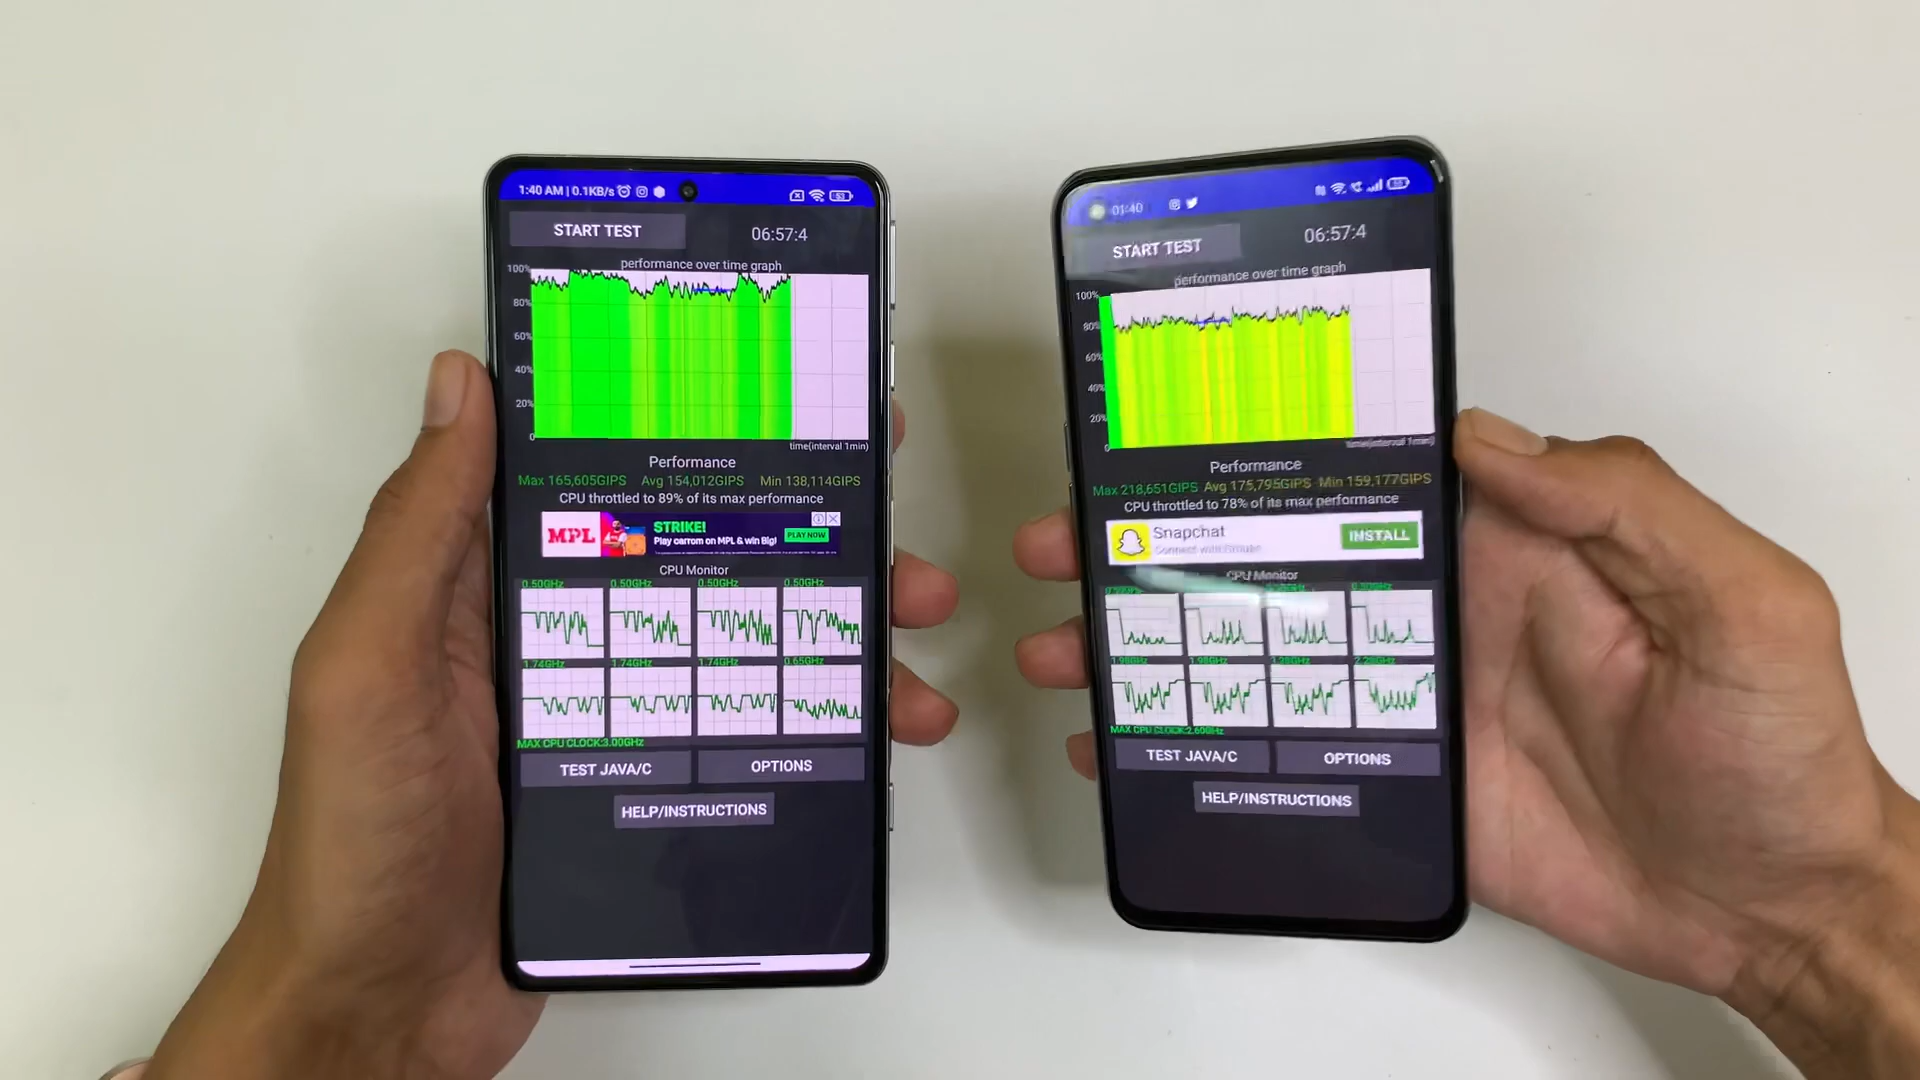 1:40 AM | 0.1KB/s
53
START TEST
06:57:4
performance over time graph
100%
80%
60%
40%
20%
0
time(interval 1min)
Performance
Max 165,605GIPS Avg 154,012GIPS Min 138,114GIPS
CPU throttled to 89% of its max performance
MPL
STRIKE!
Play carrom on MPL & win Big!
PLAY NOW
CPU Monitor
0.50GHz 0.50GHz 0.50GHz 0.50GHz
1.74GHz 1.74GHz 1.74GHz 0.65GHz
MAX CPU CLOCK:3.00GHz
TEST JAVA/C
OPTIONS
HELP/INSTRUCTIONS
01:40
START TEST
06:57:4
performance over time graph
100%
80%
60%
40%
20%
0
time(interval 1min)
Performance
Max 218,651GIPS Avg 175,795GIPS Min 159,177GIPS
CPU throttled to 78% of its max performance
Snapchat
INSTALL
CPU Monitor
MAX CPU CLOCK:2.60GHz
TEST JAVA/C
OPTIONS
HELP/INSTRUCTIONS